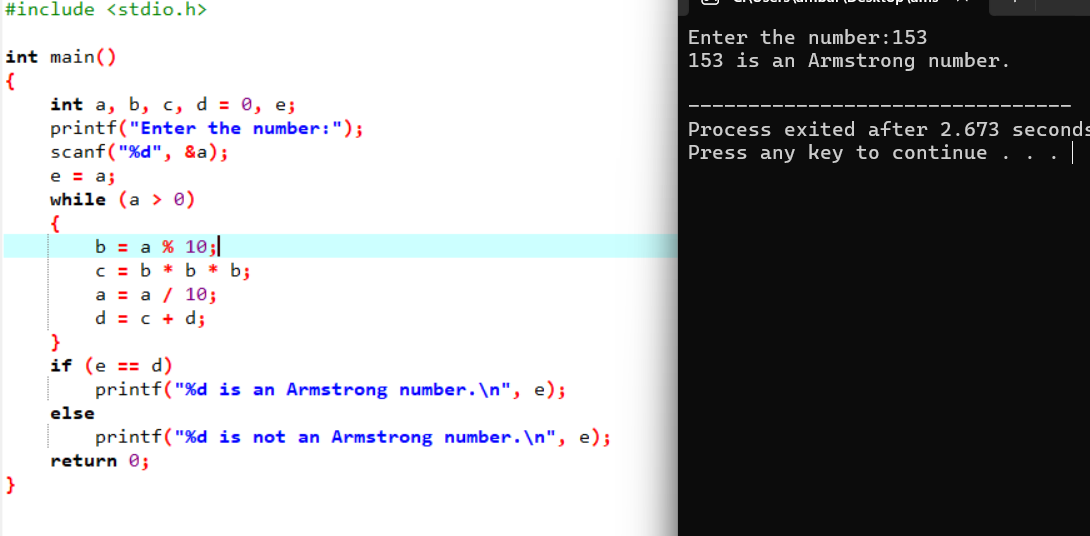 #include <stdio.h>
int main()
{
    int a, b, c, d = 0, e;
    printf("Enter the number:");
    scanf("%d", &a);
    e = a;
    while (a > 0)
    {
        b = a % 10;
        c = b * b * b;
        a = a / 10;
        d = c + d;
    }
    if (e == d)
        printf("%d is an Armstrong number.\n", e);
    else
        printf("%d is not an Armstrong number.\n", e);
    return 0;
}
Enter the number:153
153 is an Armstrong number.
--------------------------------
Process exited after 2.673 seconds
Press any key to continue . . .